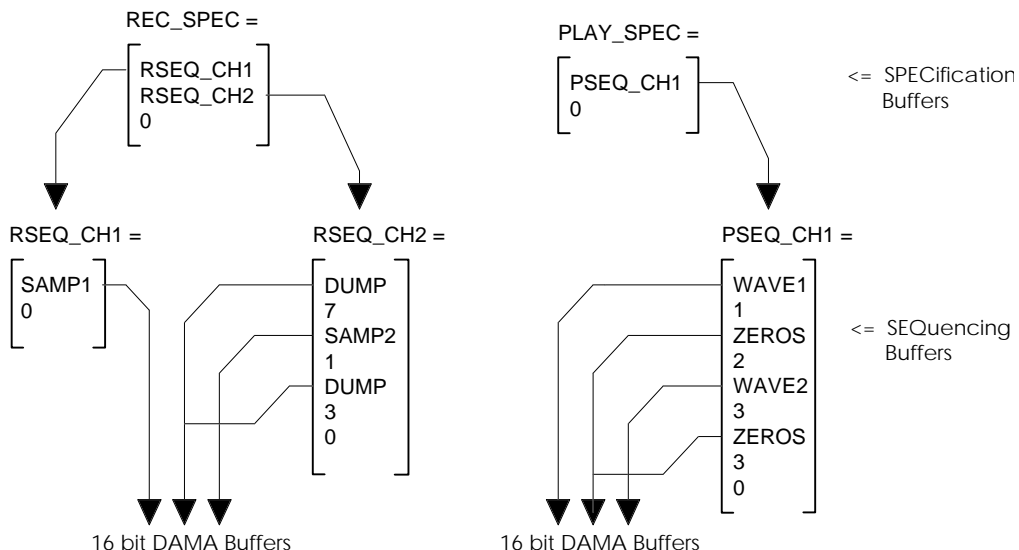 REC_SPEC =
RSEQ_CH1
RSEQ_CH2
0
PLAY_SPEC =
PSEQ_CH1
0
<= SPECification
Buffers
RSEQ_CH1 =
SAMP1
0
RSEQ_CH2 =
DUMP
7
SAMP2
1
DUMP
3
0
PSEQ_CH1 =
WAVE1
1
ZEROS
2
WAVE2
3
ZEROS
3
0
<= SEQuencing
Buffers
16 bit DAMA Buffers
16 bit DAMA Buffers